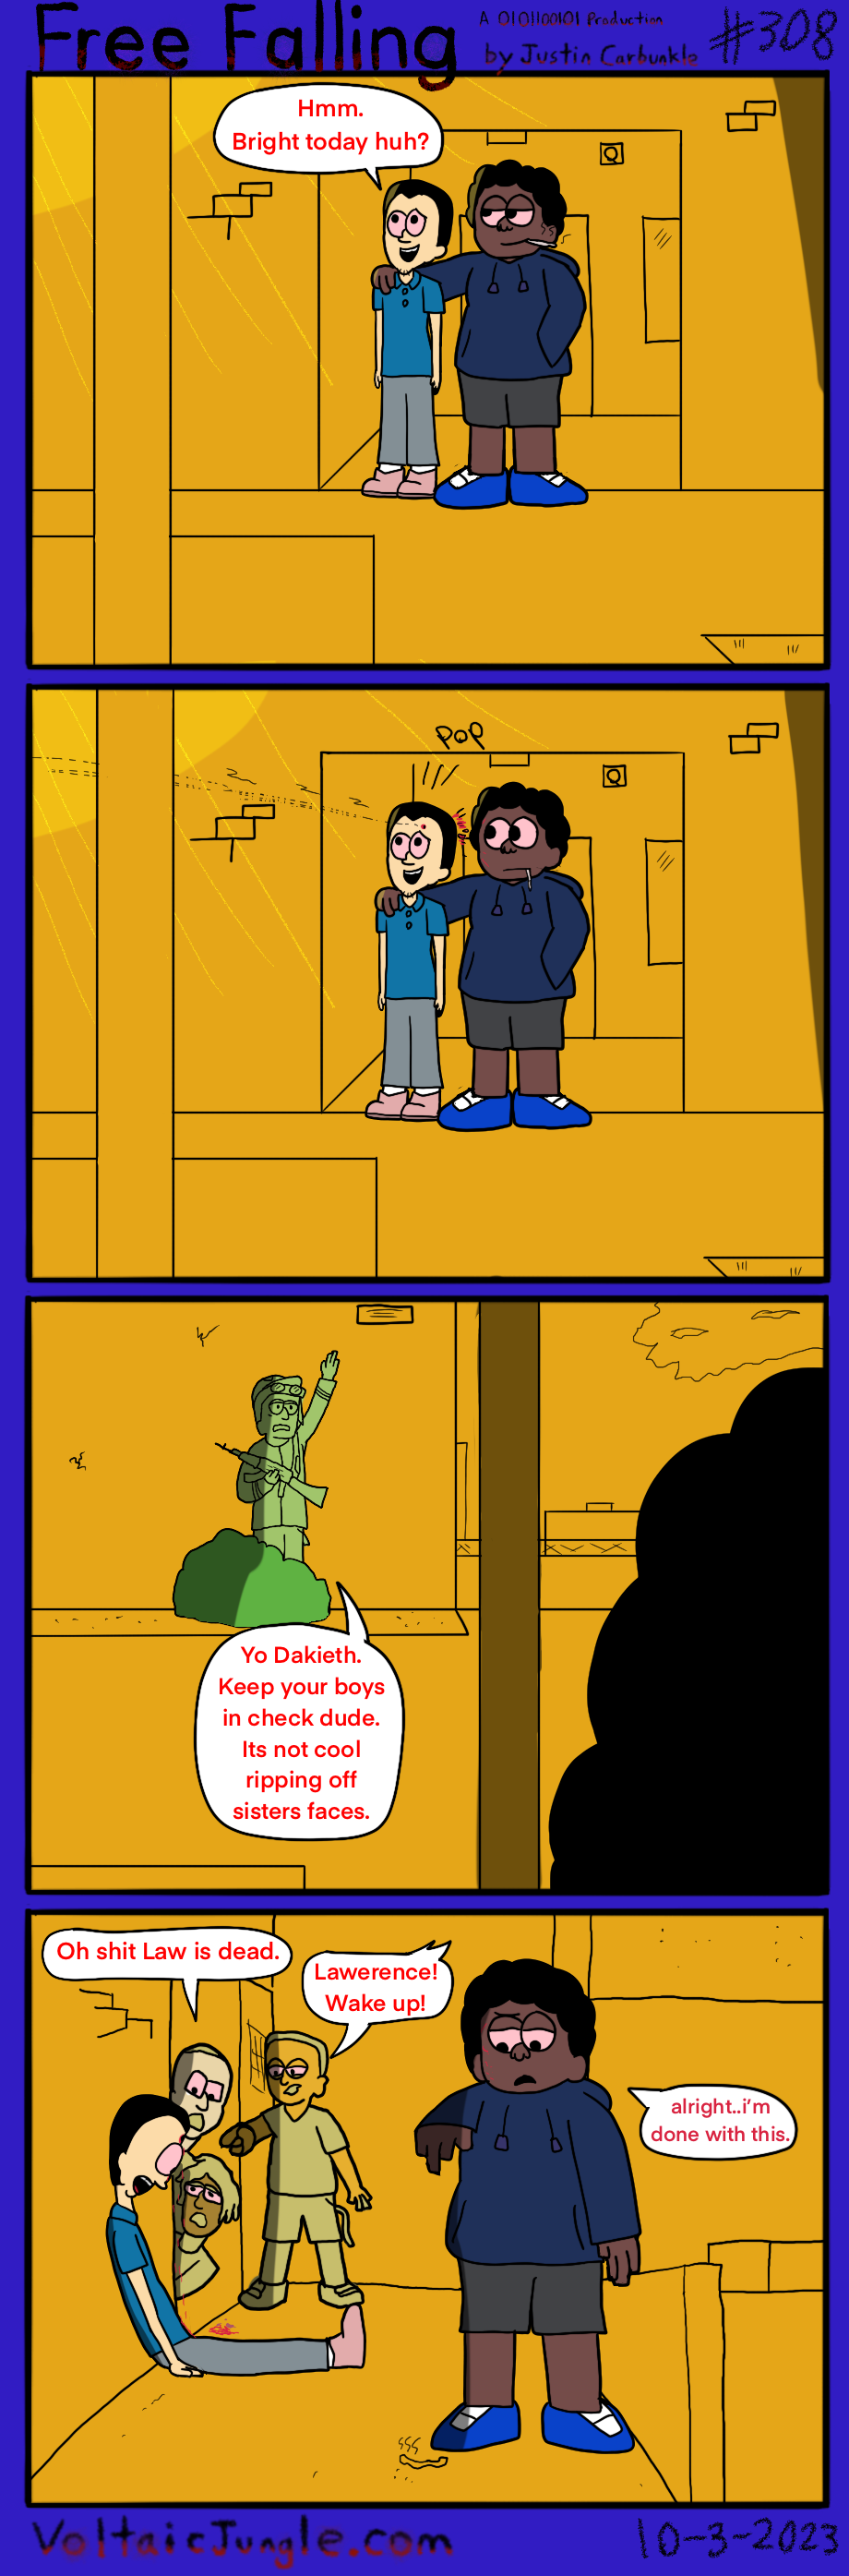 Free Falling
A 0101100101 Production
by Justin Carbunkle
#308
Hmm.
Bright today huh?
Q
POP
Q
Yo Dakieth.
Keep your boys
in check dude.
Its not cool
ripping off
sisters faces.
Oh shit Law is dead.
Lawerence!
Wake up!
alright..i'm
done with this.
VoltaicJungle.com
10-3-2023